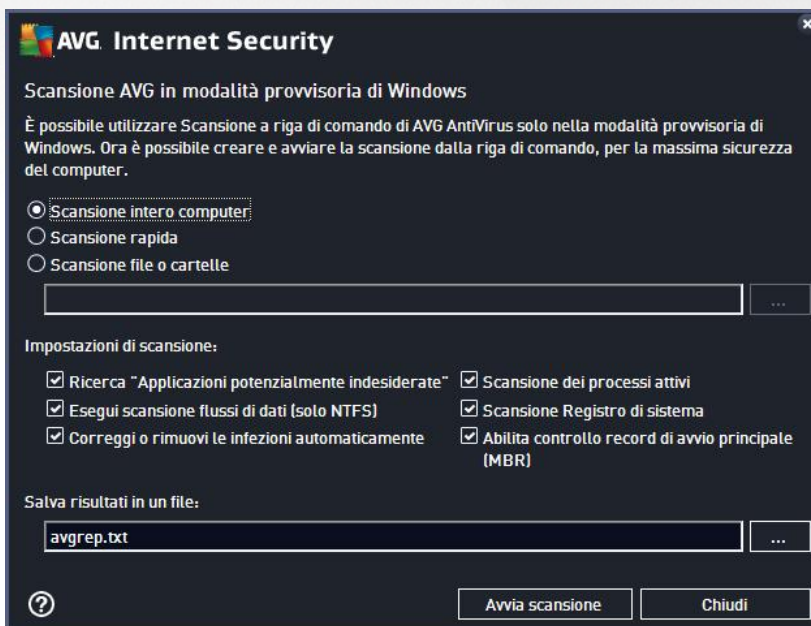 AVG. Internet Security
Scansione AVG in modalità provvisoria di Windows
È possibile utilizzare Scansione a riga di comando di AVG AntiVirus solo nella modalità provvisoria di
Windows. Ora è possibile creare e avviare la scansione dalla riga di comando, per la massima sicurezza
del computer.
Scansione intero computer
Scansione rapida
Scansione file o cartelle
...
Impostazioni di scansione:
Ricerca "Applicazioni potenzialmente indesiderate" Scansione dei processi attivi
Esegui scansione flussi di dati (solo NTFS) Scansione Registro di sistema
Correggi o rimuovi le infezioni automaticamente Abilita controllo record di avvio principale
(MBR)
Salva risultati in un file:
avgrep.txt ...
? Avvia scansione Chiudi